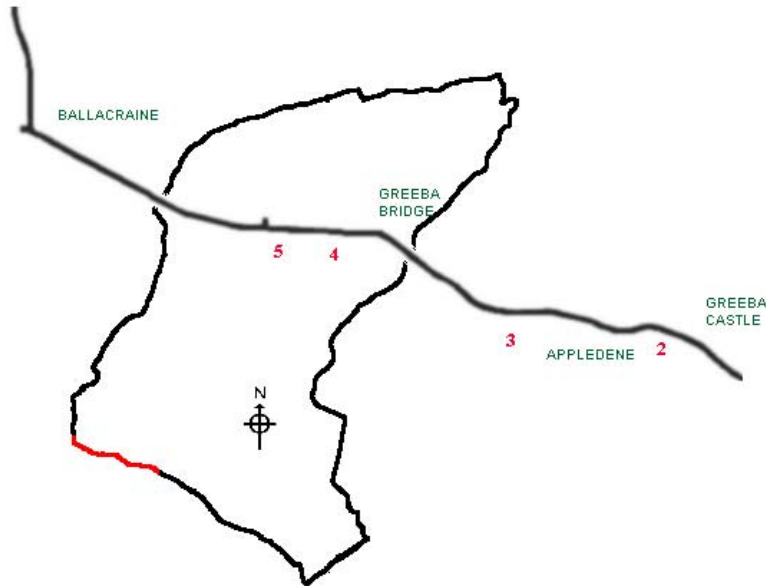 BALLACRAINE
GREEBA
BRIDGE
5
4
GREEBA
CASTLE
3
APPLEDENE
2
N